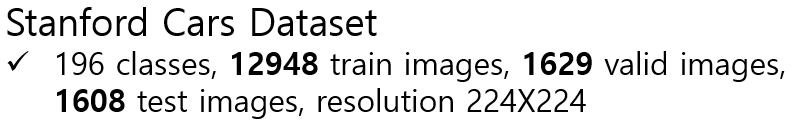 Stanford Cars Dataset
✓ 196 classes, 12948 train images, 1629 valid images,
1608 test images, resolution 224X224